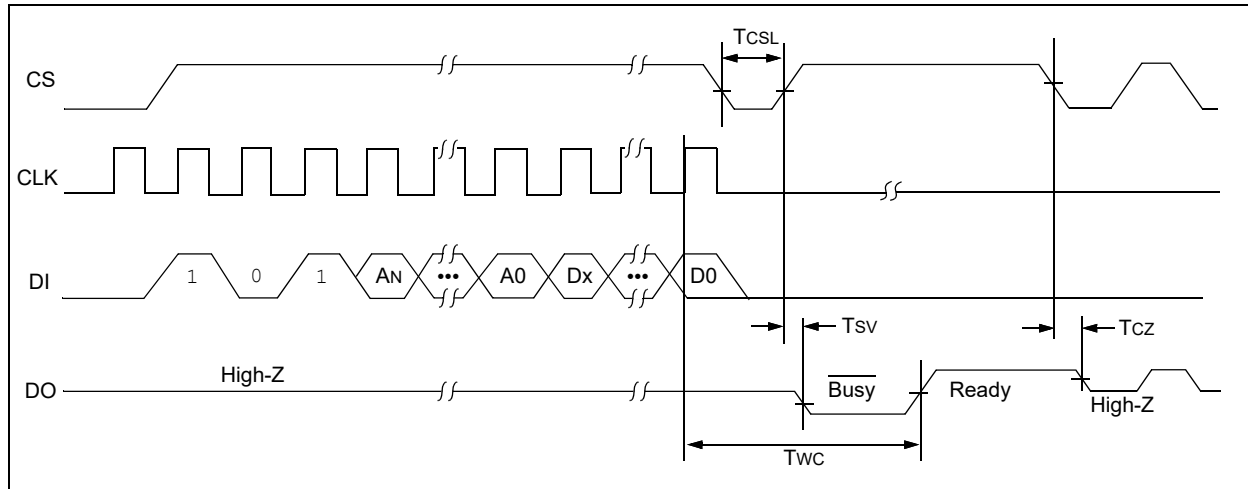 TCSL
CS
CLK
DI
1 0 1 AN ••• A0 Dx ••• D0
TSV
TCZ
DO
High-Z
Busy
Ready
High-Z
TWC